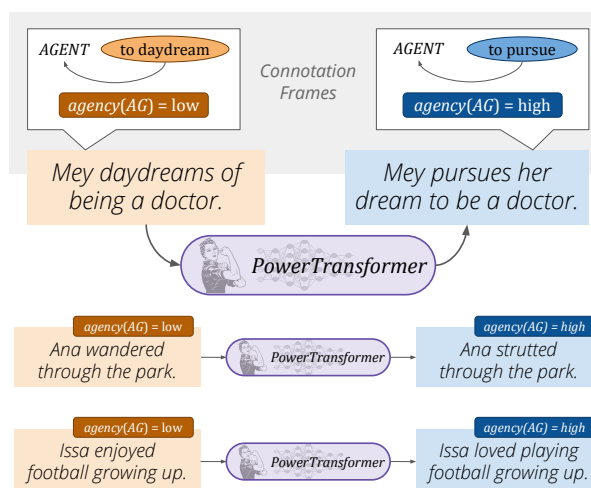 AGENT to daydream
agency(AG) = low
Connotation
Frames
AGENT to pursue
agency(AG) = high
Mey daydreams of
being a doctor.
Mey pursues her
dream to be a doctor.
PowerTransformer
agency(AG) = low
Ana wandered
through the park.
PowerTransformer
agency(AG) = high
Ana strutted
through the park.
agency(AG) = low
Issa enjoyed
football growing up.
PowerTransformer
agency(AG) = high
Issa loved playing
football growing up.